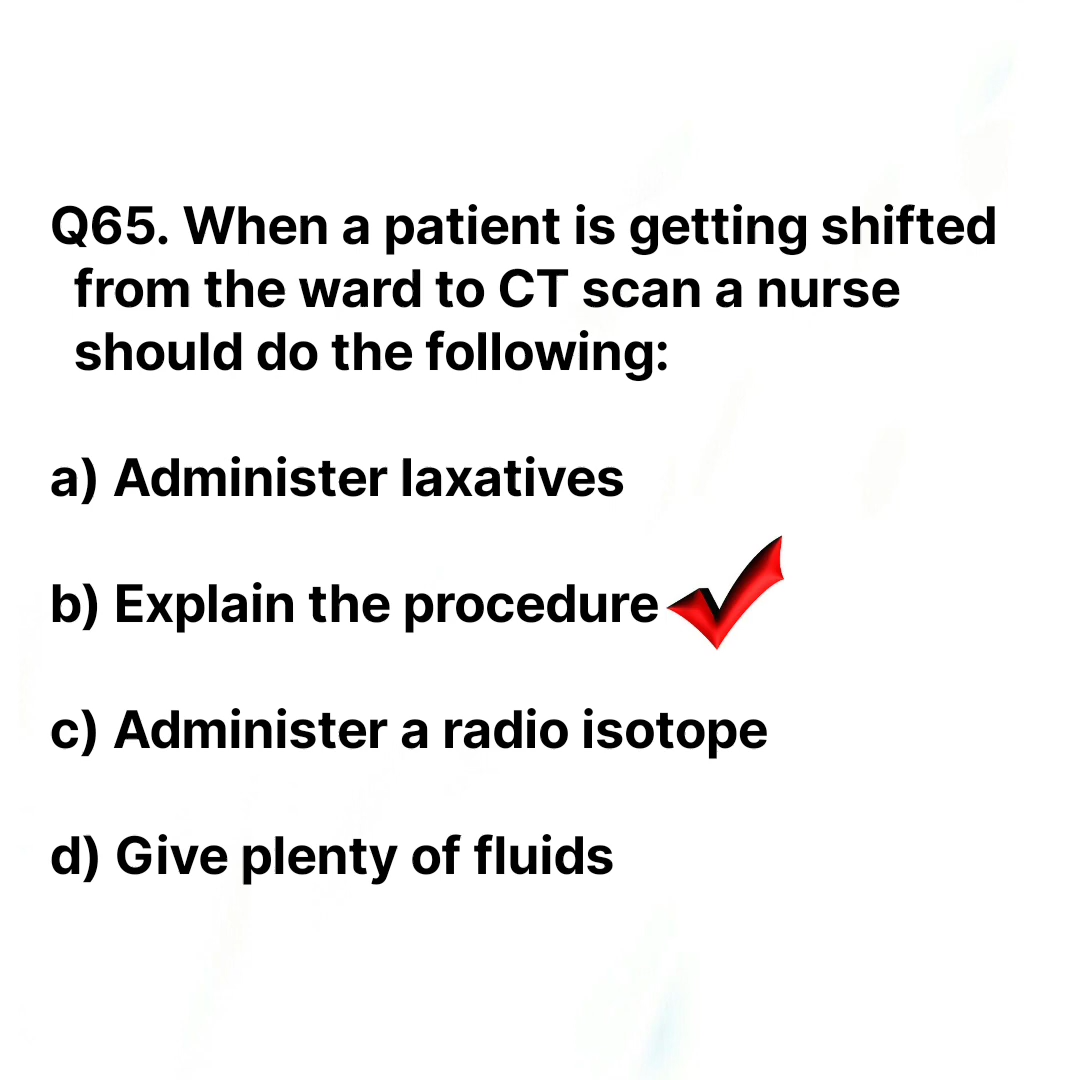 Q65. When a patient is getting shifted
from the ward to CT scan a nurse
should do the following:
a) Administer laxatives
b) Explain the procedure
c) Administer a radio isotope
d) Give plenty of fluids